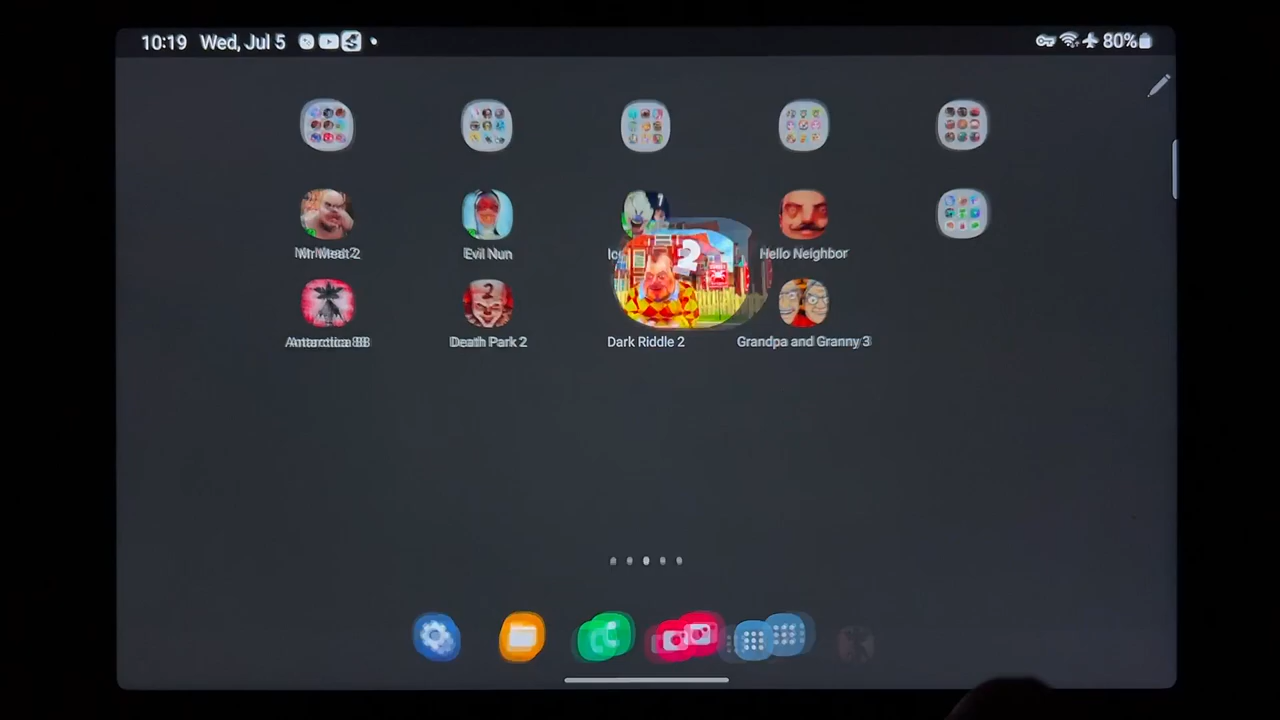 10:19 Wed, Jul 5 80%
Mr Meat 2 Evil Nun Hello Neighbor
2
Antarctica 88 Death Park 2 Dark Riddle 2 Grandpa and Granny 3